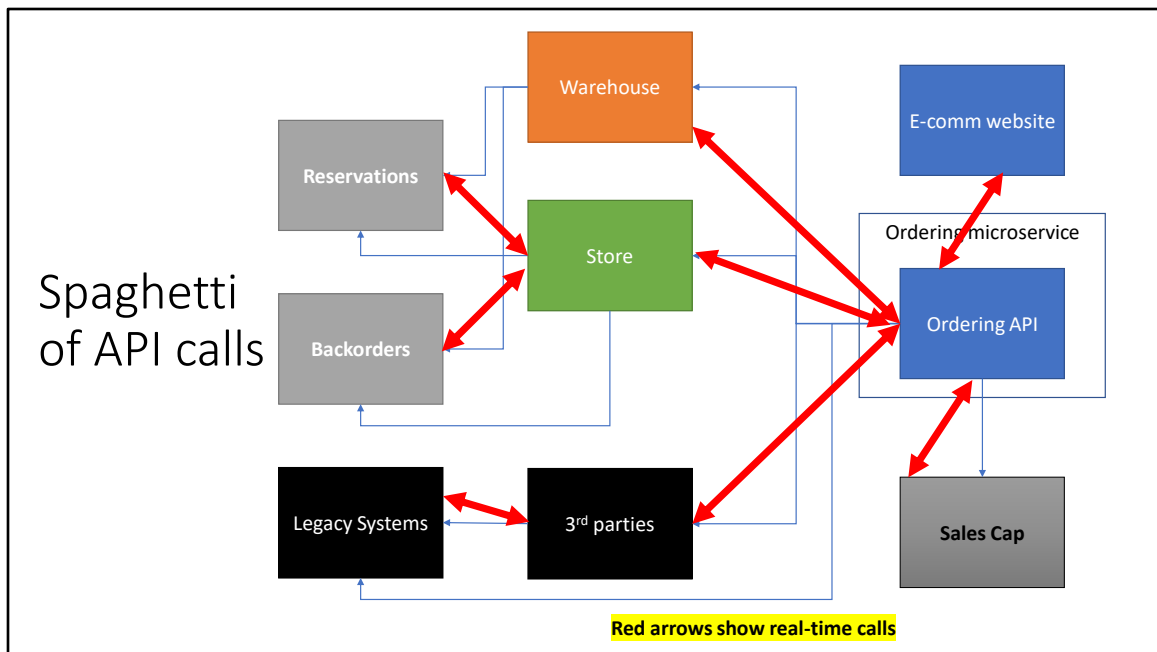 Spaghetti
of API calls
Warehouse
E-comm website
Reservations
Store
Ordering microservice
Ordering API
Backorders
Legacy Systems
3rd parties
Sales Cap
Red arrows show real-time calls